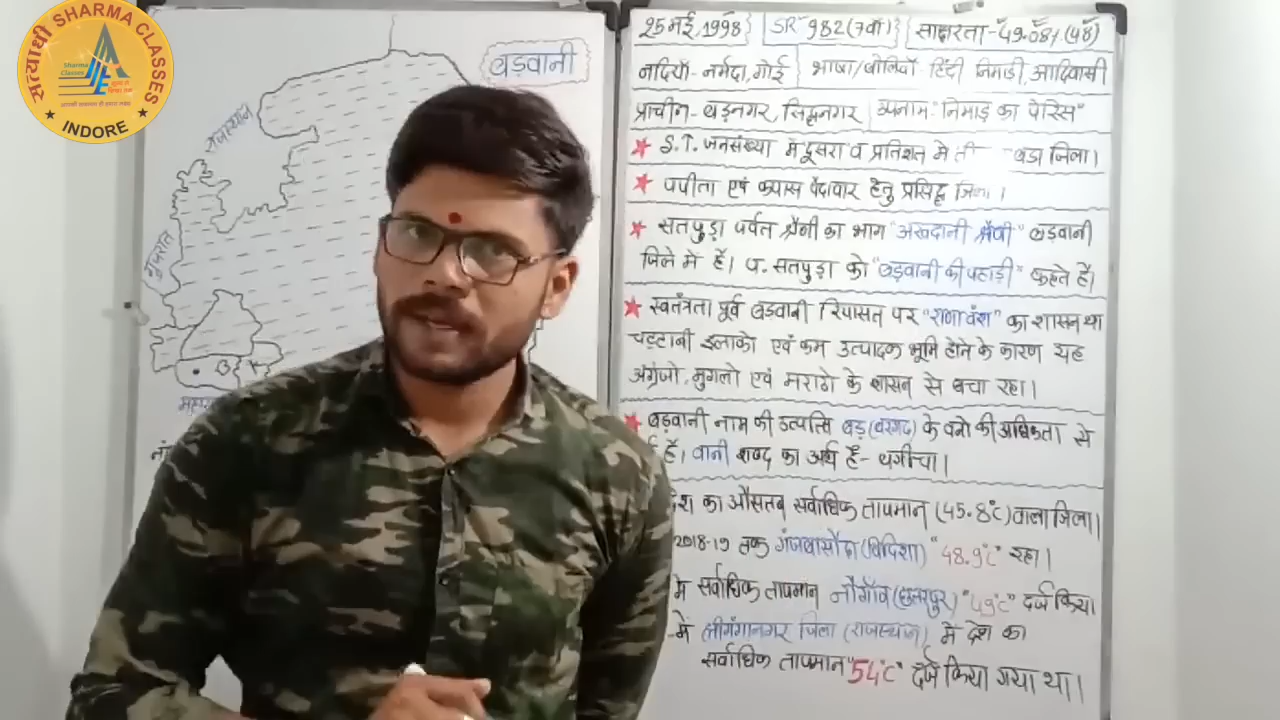 सत्यार्थी SHARMA CLASSES
Sharma
Classes
INDORE
बड़वानी
राजस्थान
गुजरात
25 मई 1998 SR 982 (7वाँ) साक्षरता - 49.08% (48)
नदियाँ - नर्मदा, गोई भाषा/बोलियाँ हिंदी निमाड़ी, आदिवासी
प्राचीन - बड़नगर, सिद्धनगर उपनाम "निमाड़ का पेरिस"
★ S.T. जनसंख्या में दूसरा व प्रतिशत में बड़ा जिला।
★ पपीता एवं कपास पैदावार हेतु प्रसिद्ध जिला।
★ सतपुड़ा पर्वत श्रेणी का भाग "अखदानी श्रेणी" बड़वानी
जिले में हैं। प. सतपुड़ा को "बड़वानी की पहाड़ी" कहते हैं।
★ स्वतंत्रता पूर्व बड़वानी रियासत पर "राणा वंश" का शासन था
चट्टानी इलाको एवं कम उत्पादक भूमि होने के कारण यह
अंग्रेजो, मुगलो एवं मराठो के शासन से बचा रहा।
★ बड़वानी नाम की उत्पत्ति बड़ (बरगद) के वनो की अधिकता से
हैं। वानी शब्द का अर्थ हैं - बगीचा।
का औसतन सर्वाधिक तापमान (45.8°C) वाला जिला।
2018-19 तक गंजबासौदा (विदिशा) "48.9°C" रहा।
में सर्वाधिक तापमान नौगाँव (छतरपुर) "49°C" दर्ज किया
में श्रीगंगानगर जिला (राजस्थान) में देश का
सर्वाधिक तापमान "54°C" दर्ज किया गया था।